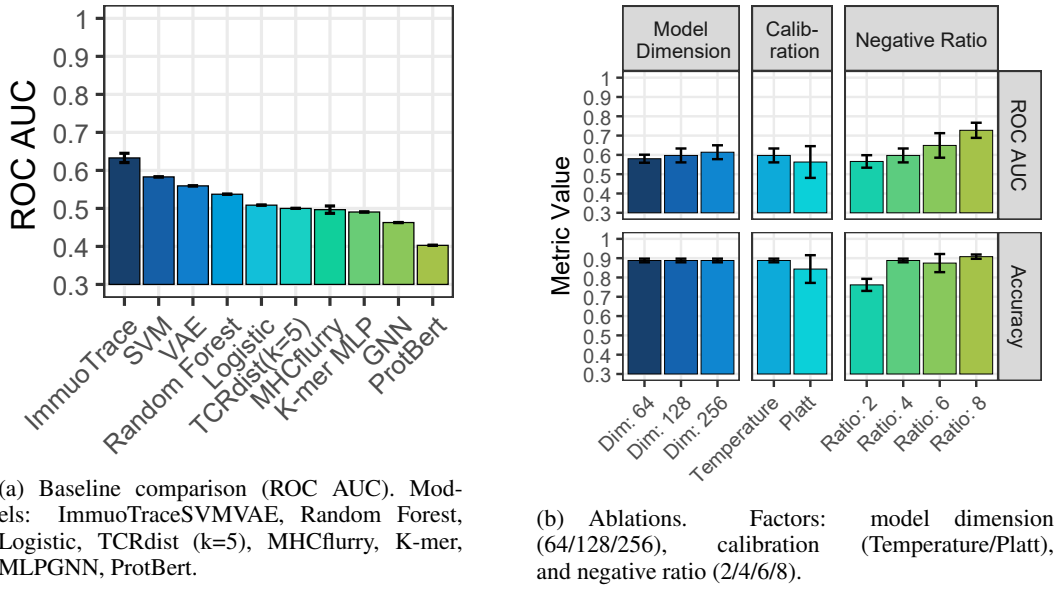 ROC AUC
1
0.9
0.8
0.7
0.6
0.5
0.4
0.3
ImmuoTrace
SVM
VAE
Random Forest
Logistic
TCRdist(k=5)
MHCflurry
K-mer MLP
GNN
ProtBert
(a) Baseline comparison (ROC AUC). Mod-
els: ImmuoTraceSVMVAE, Random Forest,
Logistic, TCRdist (k=5), MHCflurry, K-mer,
MLPGNN, ProtBert.
Model
Dimension
Calib-
ration
Negative Ratio
Metric Value
1
0.9
0.8
0.7
0.6
0.5
0.4
0.3
ROC AUC
1
0.9
0.8
0.7
0.6
0.5
0.4
0.3
Accuracy
Dim: 64
Dim: 128
Dim: 256
Temperature
Platt
Ratio: 2
Ratio: 4
Ratio: 6
Ratio: 8
(b) Ablations. Factors: model dimension
(64/128/256), calibration (Temperature/Platt),
and negative ratio (2/4/6/8).